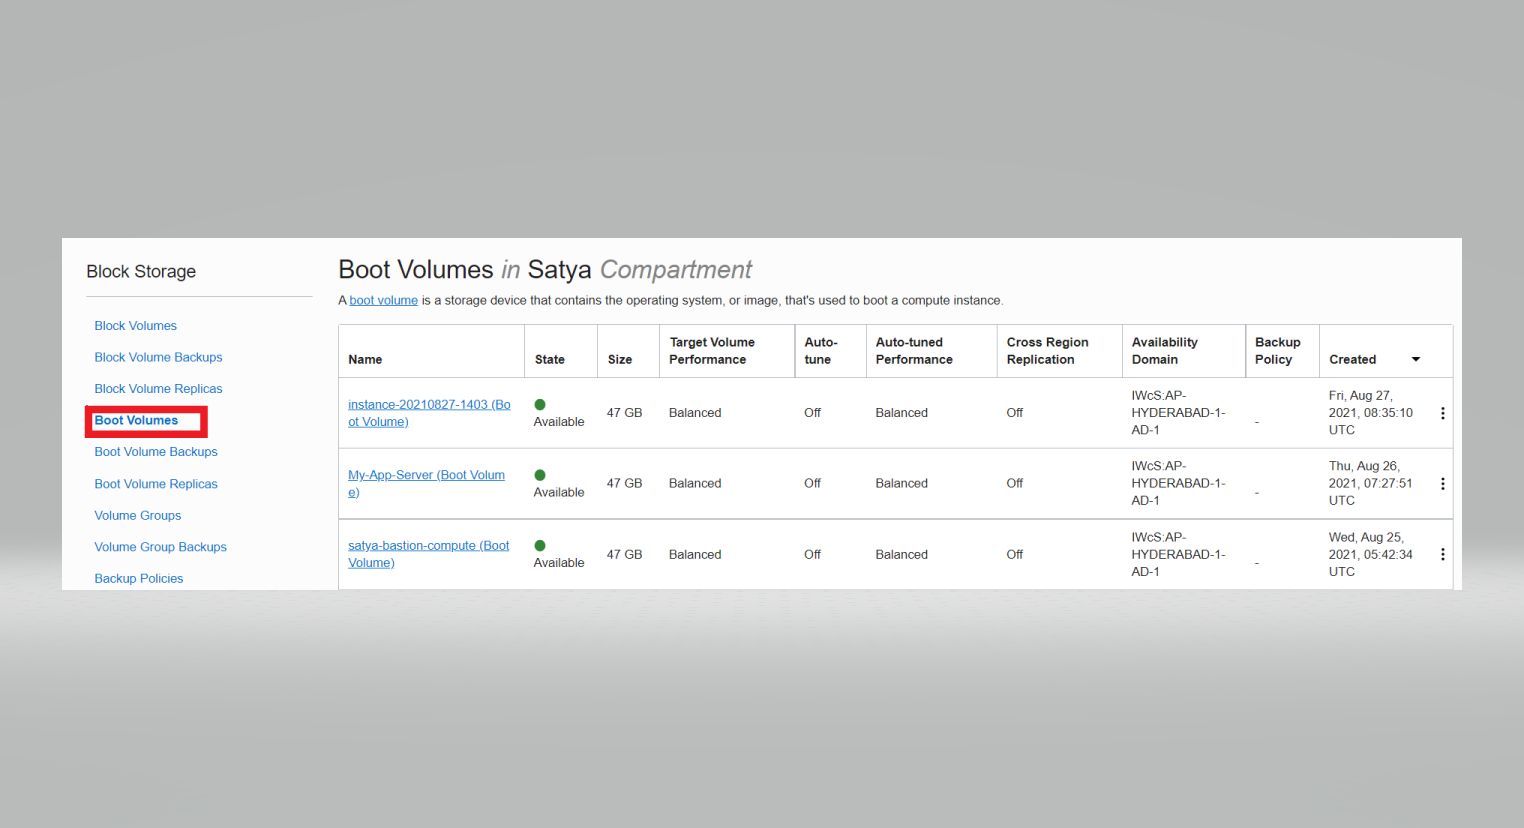 Block Storage
Block Volumes
Block Volume Backups
Block Volume Replicas
Boot Volumes
Boot Volume Backups
Boot Volume Replicas
Volume Groups
Volume Group Backups
Backup Policies
Boot Volumes in Satya Compartment
A boot volume is a storage device that contains the operating system, or image, that's used to boot a compute instance.
Name State Size Target Volume Performance Auto-tune Auto-tuned Performance Cross Region Replication Availability Domain Backup Policy Created
instance-20210827-1403 (Boot Volume) Available 47 GB Balanced Off Balanced Off IWcS:AP-HYDERABAD-1-AD-1 - Fri, Aug 27, 2021, 08:35:10 UTC
My-App-Server (Boot Volume) Available 47 GB Balanced Off Balanced Off IWcS:AP-HYDERABAD-1-AD-1 - Thu, Aug 26, 2021, 07:27:51 UTC
satya-bastion-compute (Boot Volume) Available 47 GB Balanced Off Balanced Off IWcS:AP-HYDERABAD-1-AD-1 - Wed, Aug 25, 2021, 05:42:34 UTC